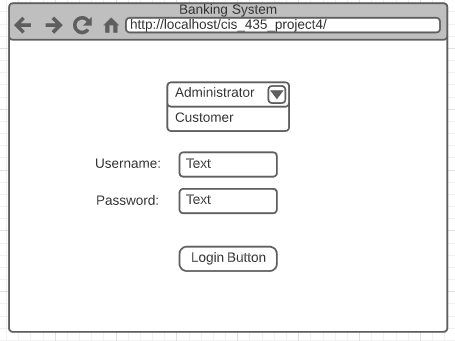 Banking System
http://localhost/cis_435_project4/
Administrator
Customer
Username: Text
Password: Text
Login Button